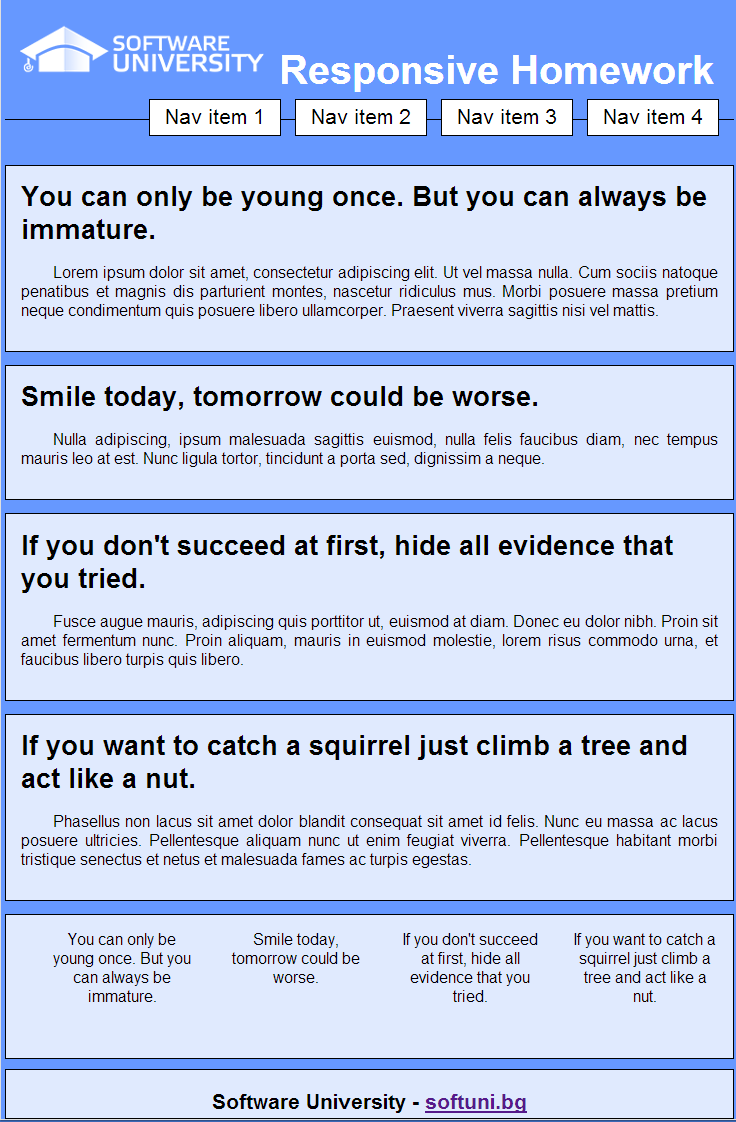 SOFTWARE
UNIVERSITY
Responsive Homework
Nav item 1 Nav item 2 Nav item 3 Nav item 4
You can only be young once. But you can always be
immature.
Lorem ipsum dolor sit amet, consectetur adipiscing elit. Ut vel massa nulla. Cum sociis natoque
penatibus et magnis dis parturient montes, nascetur ridiculus mus. Morbi posuere massa pretium
neque condimentum quis posuere libero ullamcorper. Praesent viverra sagittis nisi vel mattis.
Smile today, tomorrow could be worse.
Nulla adipiscing, ipsum malesuada sagittis euismod, nulla felis faucibus diam, nec tempus
mauris leo at est. Nunc ligula tortor, tincidunt a porta sed, dignissim a neque.
If you don't succeed at first, hide all evidence that
you tried.
Fusce augue mauris, adipiscing quis porttitor ut, euismod at diam. Donec eu dolor nibh. Proin sit
amet fermentum nunc. Proin aliquam, mauris in euismod molestie, lorem risus commodo urna, et
faucibus libero turpis quis libero.
If you want to catch a squirrel just climb a tree and
act like a nut.
Phasellus non lacus sit amet dolor blandit consequat sit amet id felis. Nunc eu massa ac lacus
posuere ultricies. Pellentesque aliquam nunc ut enim feugiat viverra. Pellentesque habitant morbi
tristique senectus et netus et malesuada fames ac turpis egestas.
You can only be
young once. But you
can always be
immature.
Smile today,
tomorrow could be
worse.
If you don't succeed
at first, hide all
evidence that you
tried.
If you want to catch a
squirrel just climb a
tree and act like a
nut.
Software University - softuni.bg